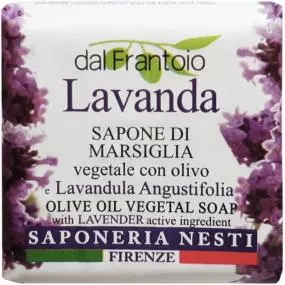 dal Frantoio
Lavanda
SAPONE DI
MARSIGLIA
vegetale con olivo
e Lavandula Angustifolia
OLIVE OIL VEGETAL SOAP
with LAVENDER active ingredient
SAPONERIA NESTI
FIRENZE